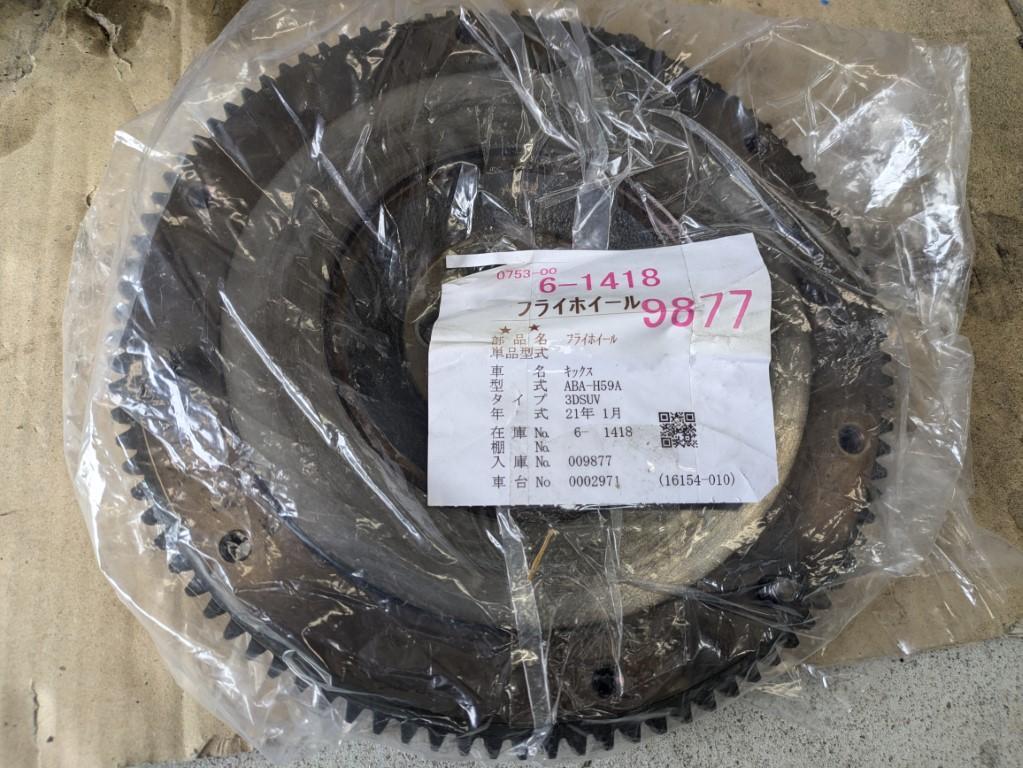 0753-00
6-1418
フライホイール 9877
★ ★
部品名 フライホイール
単品型式
車名 キックス
型式 ABA-H59A
タイプ 3DSUV
年式 21年 1月
在庫No. 6- 1418
棚No.
入庫No. 009877
車台No 0002971 (16154-010)